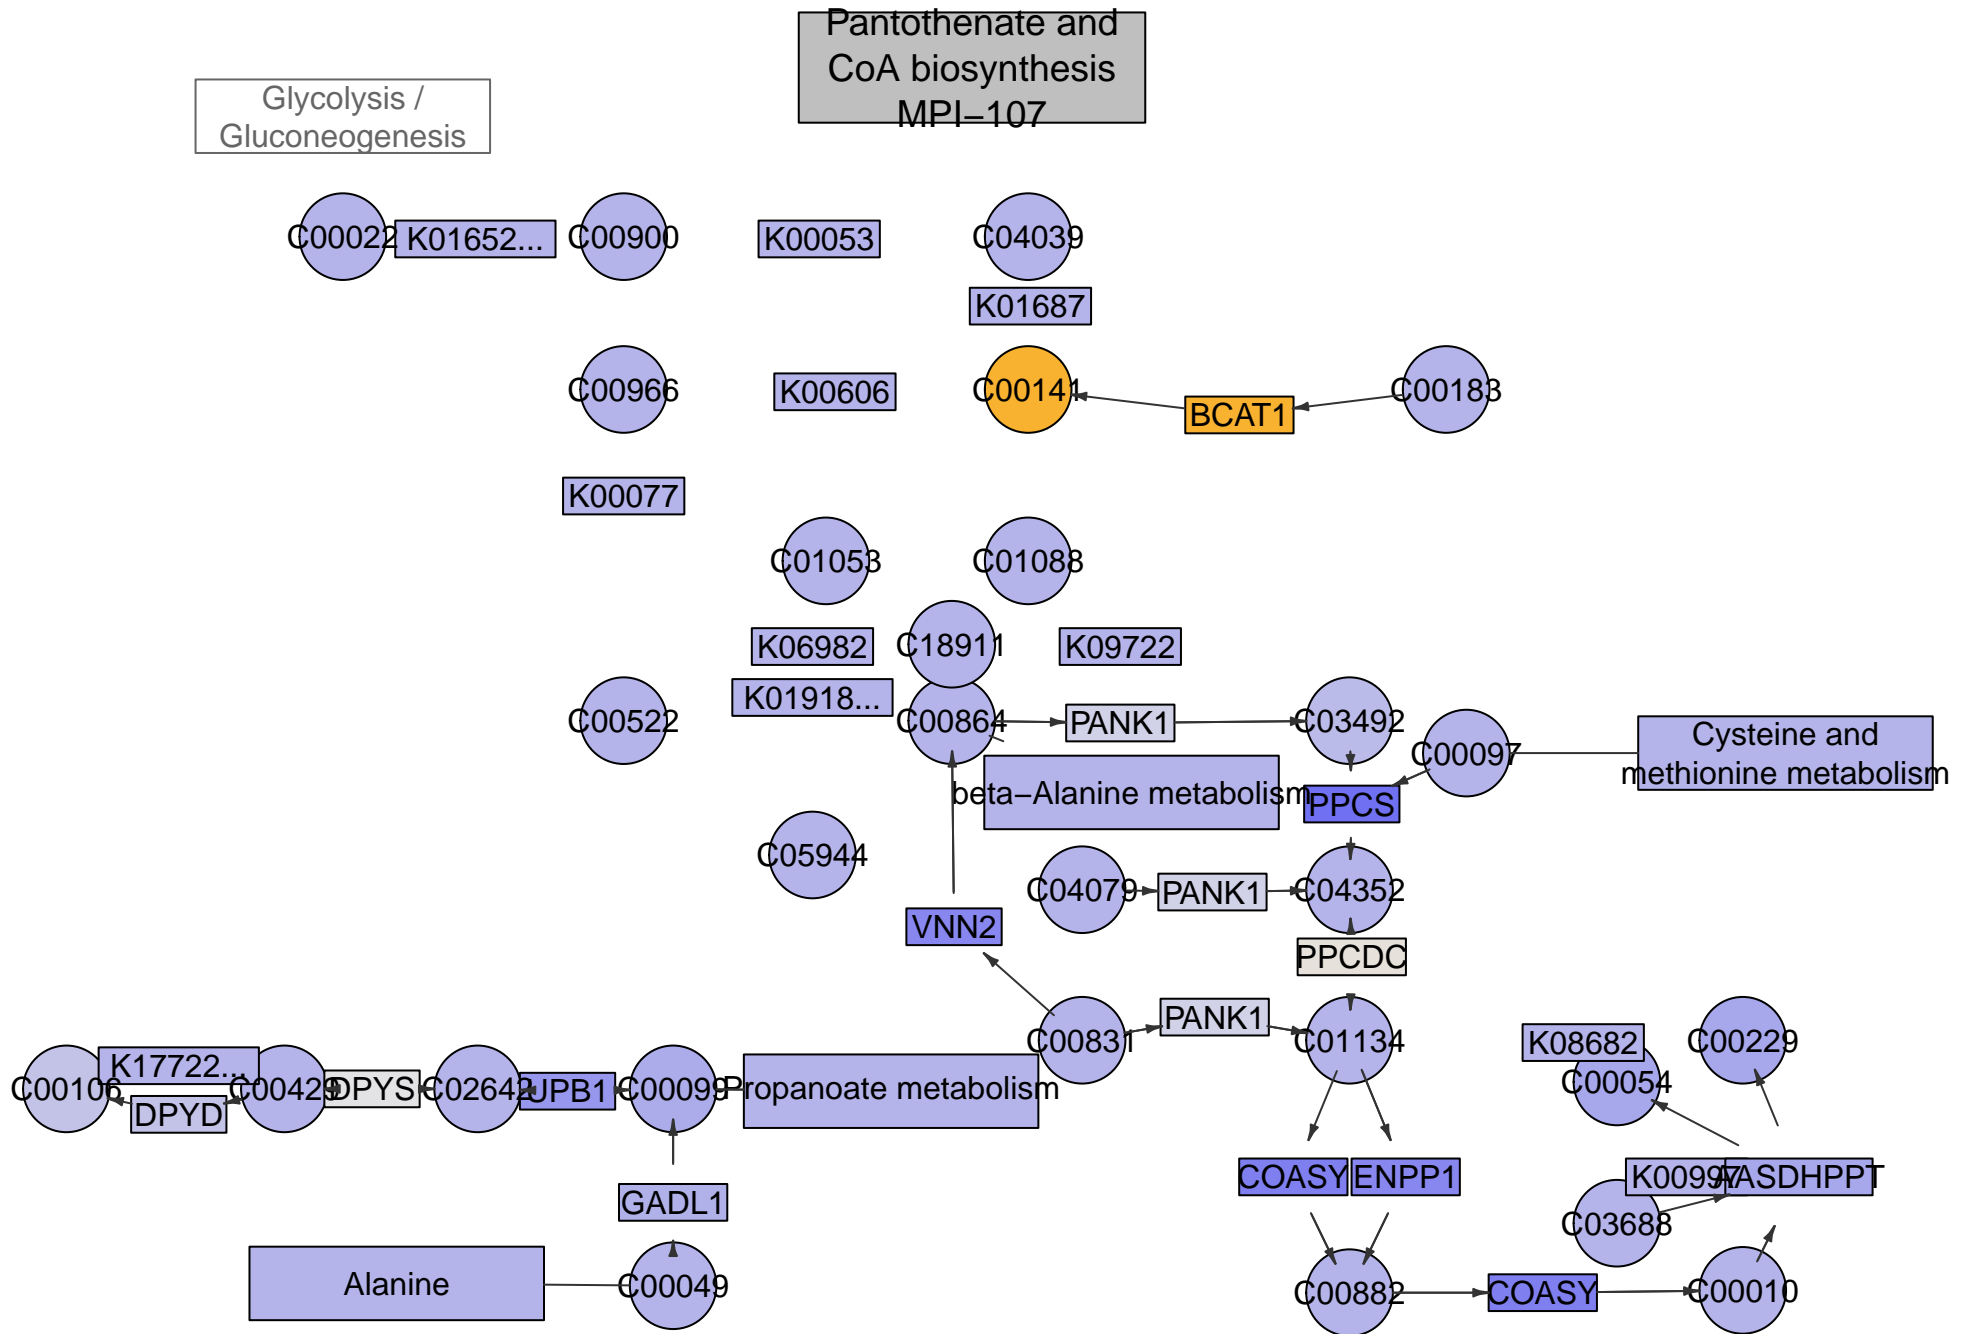 Pantothenate and
CoA biosynthesis
MPI−107
Glycolysis /
Gluconeogenesis
C00022
K01652...
C00900
K00053
C04039
K01687
C00966
K00606
C00141
BCAT1
C00183
K00077
C01053
C01088
K06982
C18911
K09722
K01918...
C00522
C00864
PANK1
C03492
C00097
Cysteine and
methionine metabolism
beta−Alanine metabolism
PPCS
C05944
C04079
PANK1
C04352
VNN2
PPCDC
C00831
PANK1
C01134
K08682
C00229
C00054
K17722...
C00106
DPYD
C00429
DPYS
C02642
UPB1
C00099
Propanoate metabolism
COASY
ENPP1
K00997
AASDHPPT
GADL1
C03688
Alanine
C00049
C00882
COASY
C00010